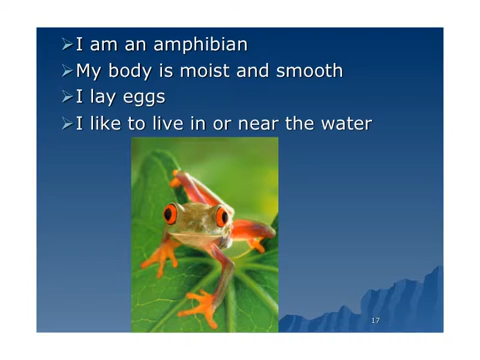 I am an amphibian
My body is moist and smooth
I lay eggs
I like to live in or near the water
17